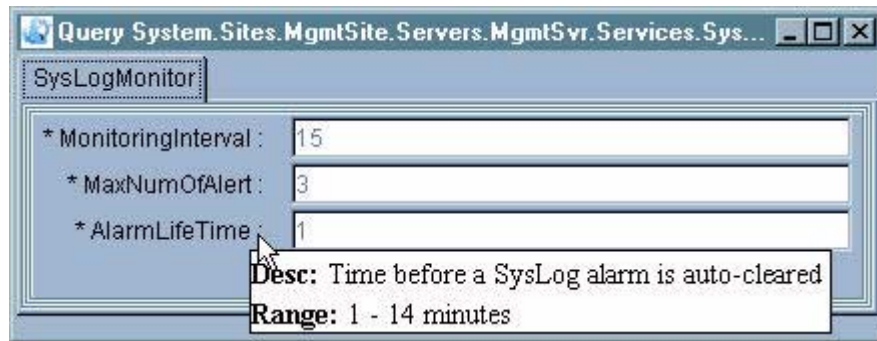 Query System.Sites.MgmtSite.Servers.MgmtSvr.Services.Sys...
SysLogMonitor
* MonitoringInterval : 15
* MaxNumOfAlert : 3
* AlarmLifeTime : 1
Desc: Time before a SysLog alarm is auto-cleared
Range: 1 - 14 minutes